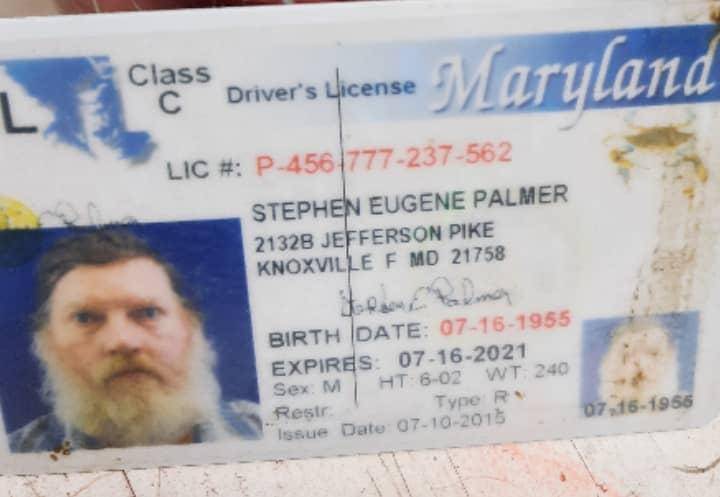 Maryland
Class
C
Driver's License
L
LIC #: P-456-777-237-562
STEPHEN EUGENE PALMER
2132B JEFFERSON PIKE
KNOXVILLE F MD 21758
BIRTH DATE: 07-16-1955
EXPIRES: 07-16-2021
Sex: M HT: 6-02 WT: 240
Restr: Type: R
Issue Date: 07-10-2015
07-16-1955